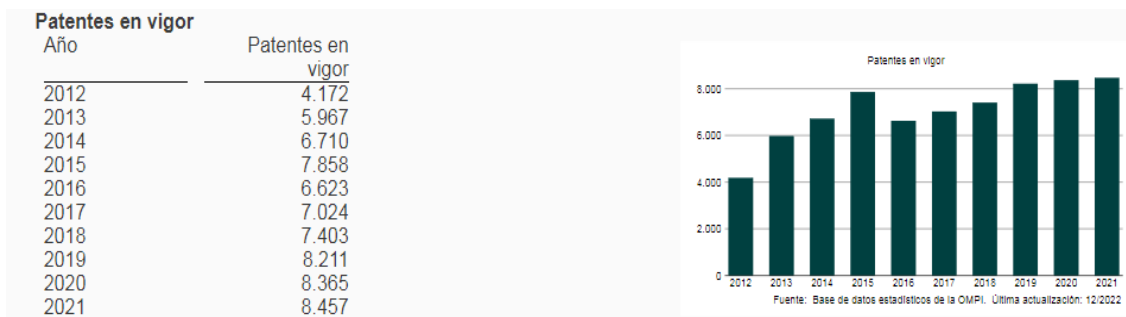 Patentes en vigor
Año Patentes en
vigor
2012 4.172
2013 5.967
2014 6.710
2015 7.858
2016 6.623
2017 7.024
2018 7.403
2019 8.211
2020 8.365
2021 8.457
Patentes en vigor
8.000
6.000
4.000
2.000
0
2012 2013 2014 2015 2016 2017 2018 2019 2020 2021
Fuente: Base de datos estadísticos de la OMPI. Última actualización: 12/2022